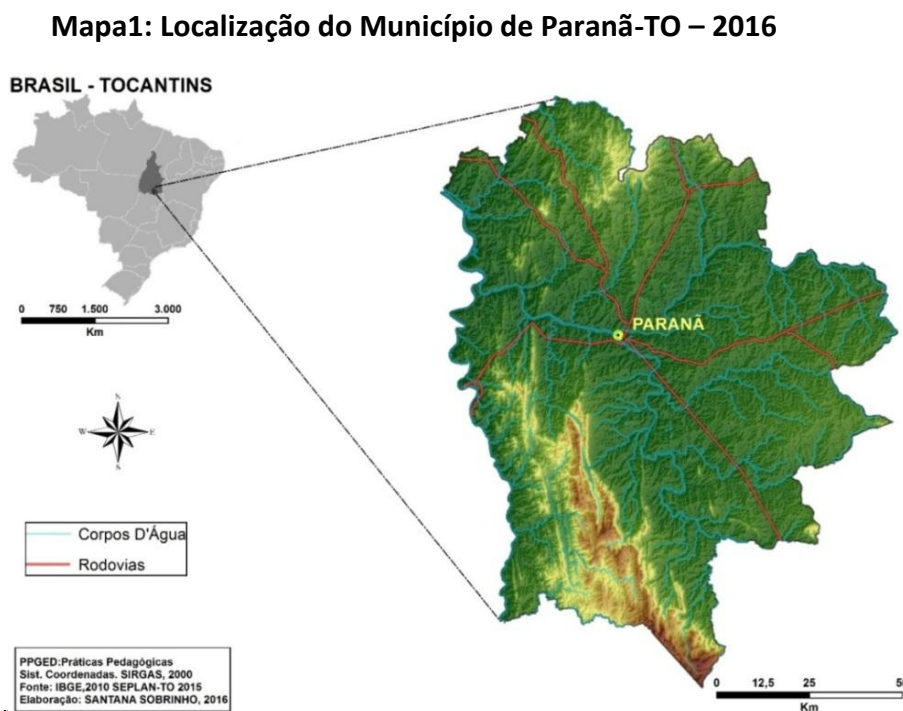 Mapa1: Localização do Município de Paranã-TO – 2016
BRASIL - TOCANTINS
0 750 1.500 3.000
Km
PARANÃ
N
W E
S
Corpos D'Água
Rodovias
PPGED:Práticas Pedagógicas
Sist. Coordenadas. SIRGAS, 2000
Fonte: IBGE,2010 SEPLAN-TO 2015
Elaboração: SANTANA SOBRINHO, 2016
0 12,5 25
Km